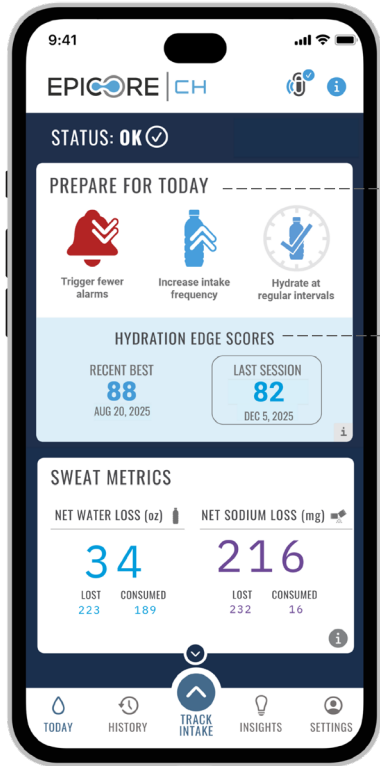 9:41
EPICORE CH
i
STATUS: OK
PREPARE FOR TODAY
Trigger fewer
alarms
Increase intake
frequency
Hydrate at
regular intervals
HYDRATION EDGE SCORES
RECENT BEST
88
AUG 20, 2025
LAST SESSION
82
DEC 5, 2025
i
SWEAT METRICS
NET WATER LOSS (oz)
34
LOST CONSUMED
223 189
NET SODIUM LOSS (mg)
216
LOST CONSUMED
232 16
i
TODAY
HISTORY
TRACK
INTAKE
INSIGHTS
SETTINGS